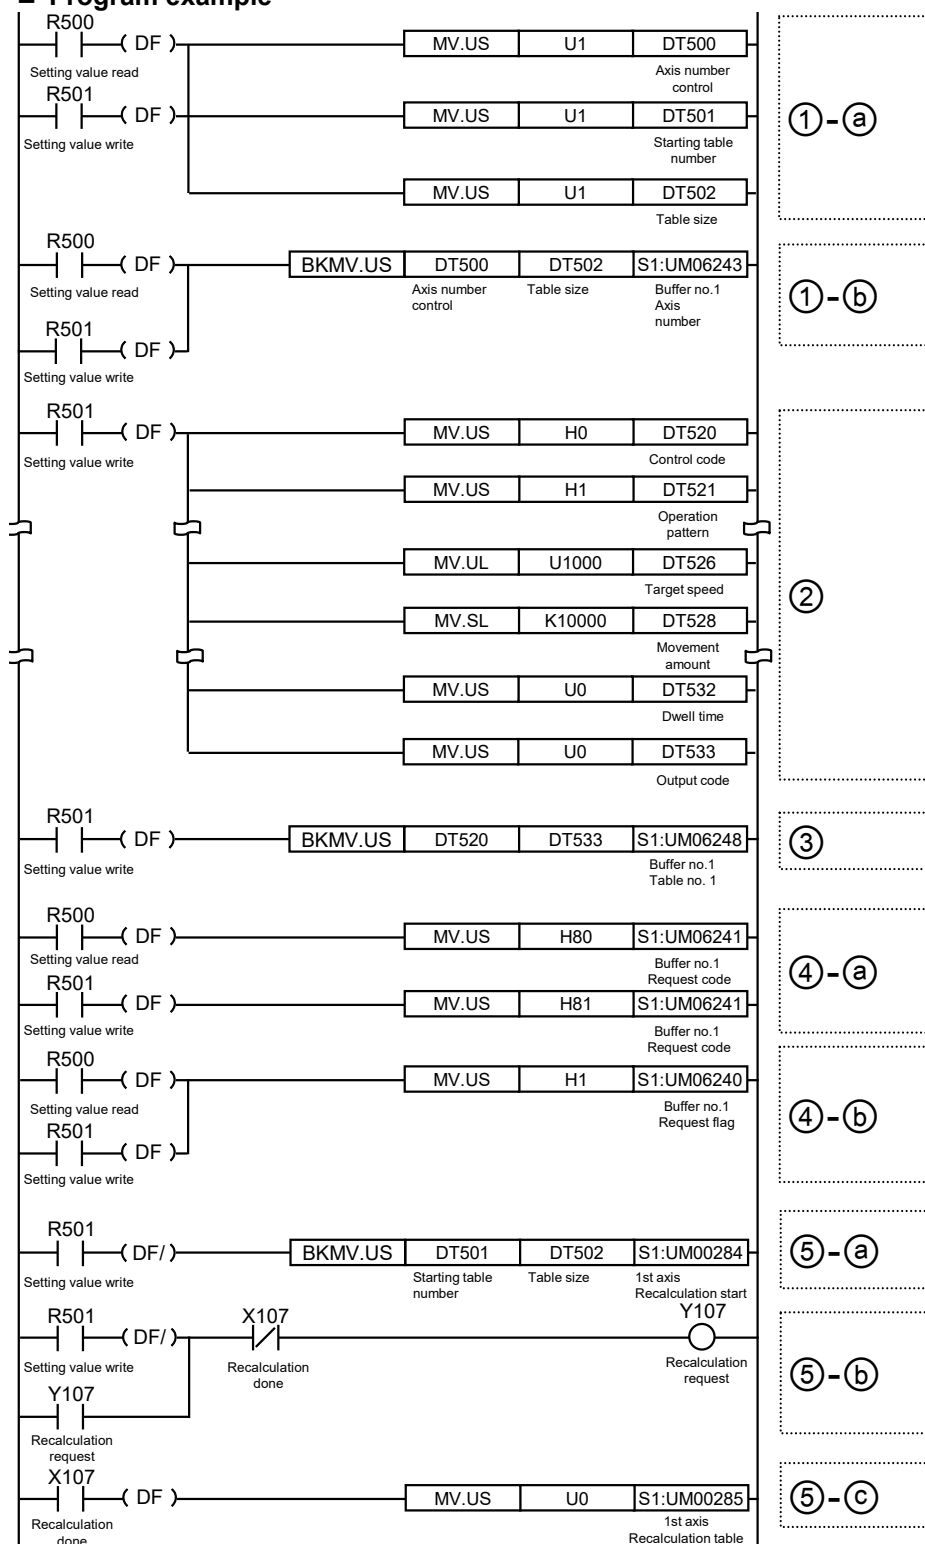 ■ Program example
R500
( DF )
MV.US U1 DT500
Setting value read
Axis number
control
R501
( DF )
MV.US U1 DT501
Setting value write
Starting table
number
①-ⓐ
MV.US U1 DT502
Table size
R500
( DF )
BKMV.US DT500 DT502 S1:UM06243
Setting value read
Axis number
control
Table size
Buffer no.1
Axis
number
①-ⓑ
R501
( DF )
Setting value write
R501
( DF )
MV.US H0 DT520
Setting value write
Control code
MV.US H1 DT521
Operation
pattern
MV.UL U1000 DT526
Target speed
②
MV.SL K10000 DT528
Movement
amount
MV.US U0 DT532
Dwell time
MV.US U0 DT533
Output code
R501
( DF )
BKMV.US DT520 DT533 S1:UM06248
③
Setting value write
Buffer no.1
Table no. 1
R500
( DF )
MV.US H80 S1:UM06241
Setting value read
Buffer no.1
Request code
④-ⓐ
R501
( DF )
MV.US H81 S1:UM06241
Setting value write
Buffer no.1
Request code
R500
( DF )
MV.US H1 S1:UM06240
Setting value read
Buffer no.1
Request flag
④-ⓑ
R501
( DF )
Setting value write
R501
( DF/ )
BKMV.US DT501 DT502 S1:UM00284
⑤-ⓐ
Setting value write
Starting table
number
Table size
1st axis
Recalculation start
R501
( DF/ )
X107
Y107
Setting value write
Recalculation
done
Recalculation
request
⑤-ⓑ
Y107
Recalculation
request
X107
( DF )
MV.US U0 S1:UM00285
⑤-ⓒ
Recalculation
done
1st axis
Recalculation table